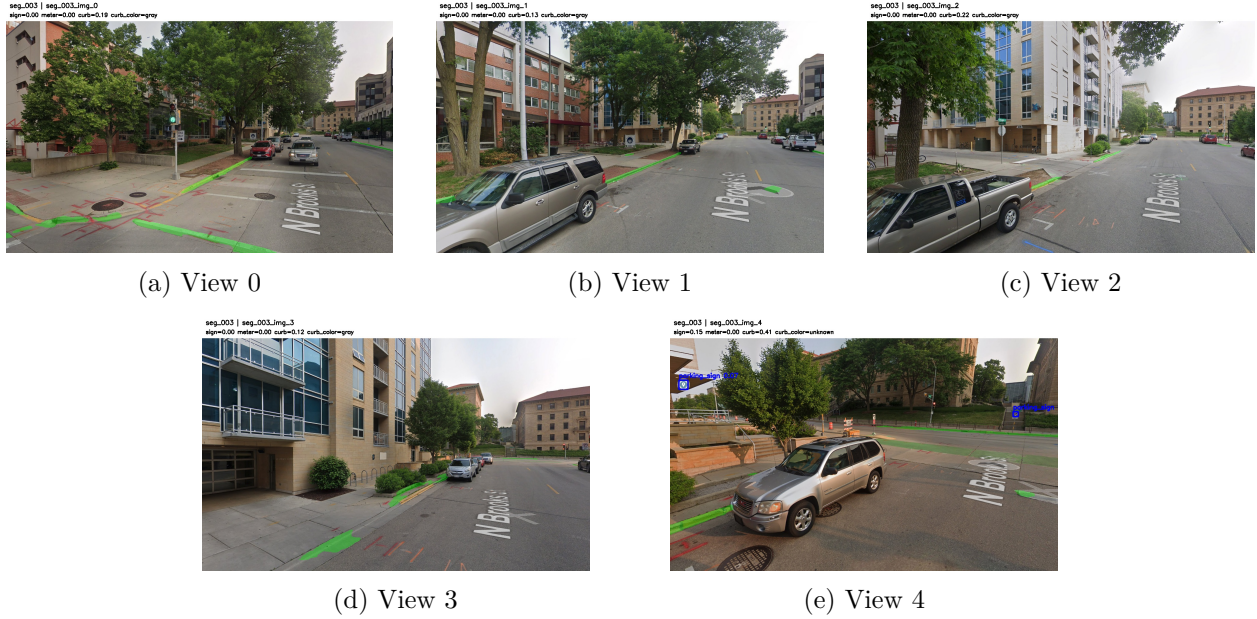 seg_003 | seg_003_img_0
sign=0.00 meter=0.00 curb=0.19 curb_color=gray
N Brooks St
(a) View 0
seg_003 | seg_003_img_1
sign=0.00 meter=0.00 curb=0.13 curb_color=gray
N Brooks St
(b) View 1
seg_003 | seg_003_img_2
sign=0.00 meter=0.00 curb=0.22 curb_color=gray
N Brooks St
(c) View 2
seg_003 | seg_003_img_3
sign=0.00 meter=0.00 curb=0.12 curb_color=gray
N Brooks St
(d) View 3
seg_003 | seg_003_img_4
sign=0.15 meter=0.00 curb=0.41 curb_color=unknown
parking_sign
parking_sign
N Brooks St
(e) View 4